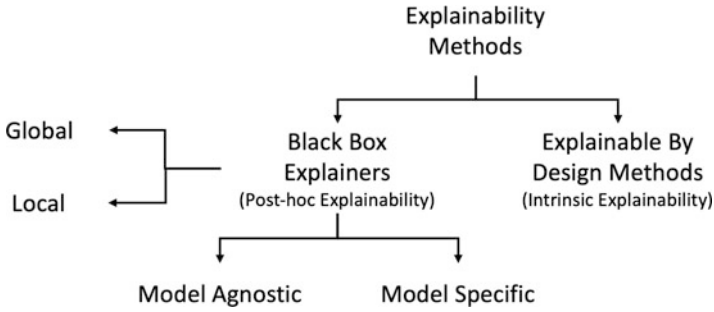 Explainability
Methods
Global
Local
Black Box
Explainers
(Post-hoc Explainability)
Explainable By
Design Methods
(Intrinsic Explainability)
Model Agnostic
Model Specific